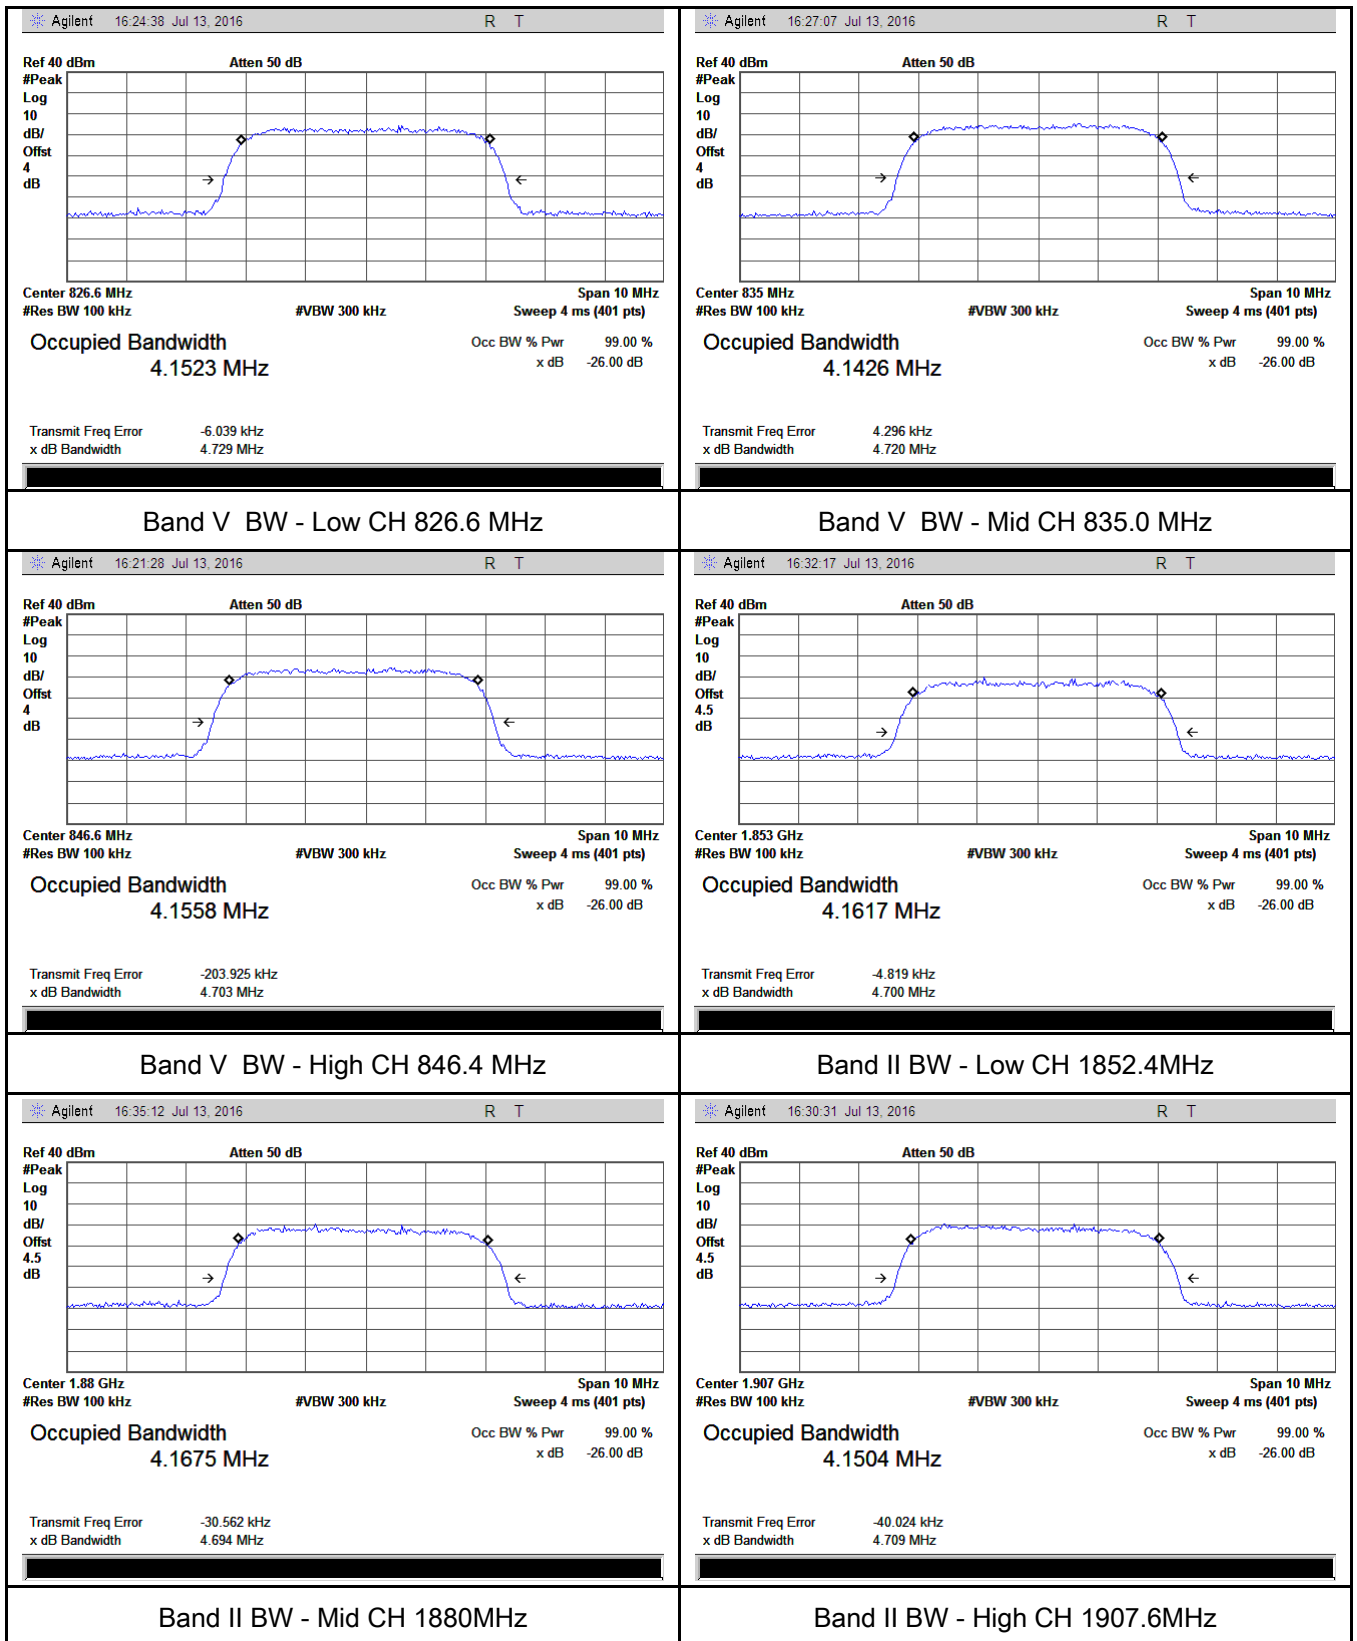 Agilent 16:24:38 Jul 13, 2016 R T
Ref 40 dBm Atten 50 dB
#Peak
Log
10
dB/
Offst
4
dB
Center 826.6 MHz Span 10 MHz
#Res BW 100 kHz #VBW 300 kHz Sweep 4 ms (401 pts)
Occupied Bandwidth Occ BW % Pwr 99.00 %
4.1523 MHz x dB -26.00 dB
Transmit Freq Error -6.039 kHz
x dB Bandwidth 4.729 MHz
Band V BW - Low CH 826.6 MHz
Agilent 16:27:07 Jul 13, 2016 R T
Ref 40 dBm Atten 50 dB
#Peak
Log
10
dB/
Offst
4
dB
Center 835 MHz Span 10 MHz
#Res BW 100 kHz #VBW 300 kHz Sweep 4 ms (401 pts)
Occupied Bandwidth Occ BW % Pwr 99.00 %
4.1426 MHz x dB -26.00 dB
Transmit Freq Error 4.296 kHz
x dB Bandwidth 4.720 MHz
Band V BW - Mid CH 835.0 MHz
Agilent 16:21:28 Jul 13, 2016 R T
Ref 40 dBm Atten 50 dB
#Peak
Log
10
dB/
Offst
4
dB
Center 846.6 MHz Span 10 MHz
#Res BW 100 kHz #VBW 300 kHz Sweep 4 ms (401 pts)
Occupied Bandwidth Occ BW % Pwr 99.00 %
4.1558 MHz x dB -26.00 dB
Transmit Freq Error -203.925 kHz
x dB Bandwidth 4.703 MHz
Band V BW - High CH 846.4 MHz
Agilent 16:32:17 Jul 13, 2016 R T
Ref 40 dBm Atten 50 dB
#Peak
Log
10
dB/
Offst
4.5
dB
Center 1.853 GHz Span 10 MHz
#Res BW 100 kHz #VBW 300 kHz Sweep 4 ms (401 pts)
Occupied Bandwidth Occ BW % Pwr 99.00 %
4.1617 MHz x dB -26.00 dB
Transmit Freq Error -4.819 kHz
x dB Bandwidth 4.700 MHz
Band II BW - Low CH 1852.4MHz
Agilent 16:35:12 Jul 13, 2016 R T
Ref 40 dBm Atten 50 dB
#Peak
Log
10
dB/
Offst
4.5
dB
Center 1.88 GHz Span 10 MHz
#Res BW 100 kHz #VBW 300 kHz Sweep 4 ms (401 pts)
Occupied Bandwidth Occ BW % Pwr 99.00 %
4.1675 MHz x dB -26.00 dB
Transmit Freq Error -30.562 kHz
x dB Bandwidth 4.694 MHz
Band II BW - Mid CH 1880MHz
Agilent 16:30:31 Jul 13, 2016 R T
Ref 40 dBm Atten 50 dB
#Peak
Log
10
dB/
Offst
4.5
dB
Center 1.907 GHz Span 10 MHz
#Res BW 100 kHz #VBW 300 kHz Sweep 4 ms (401 pts)
Occupied Bandwidth Occ BW % Pwr 99.00 %
4.1504 MHz x dB -26.00 dB
Transmit Freq Error -40.024 kHz
x dB Bandwidth 4.709 MHz
Band II BW - High CH 1907.6MHz